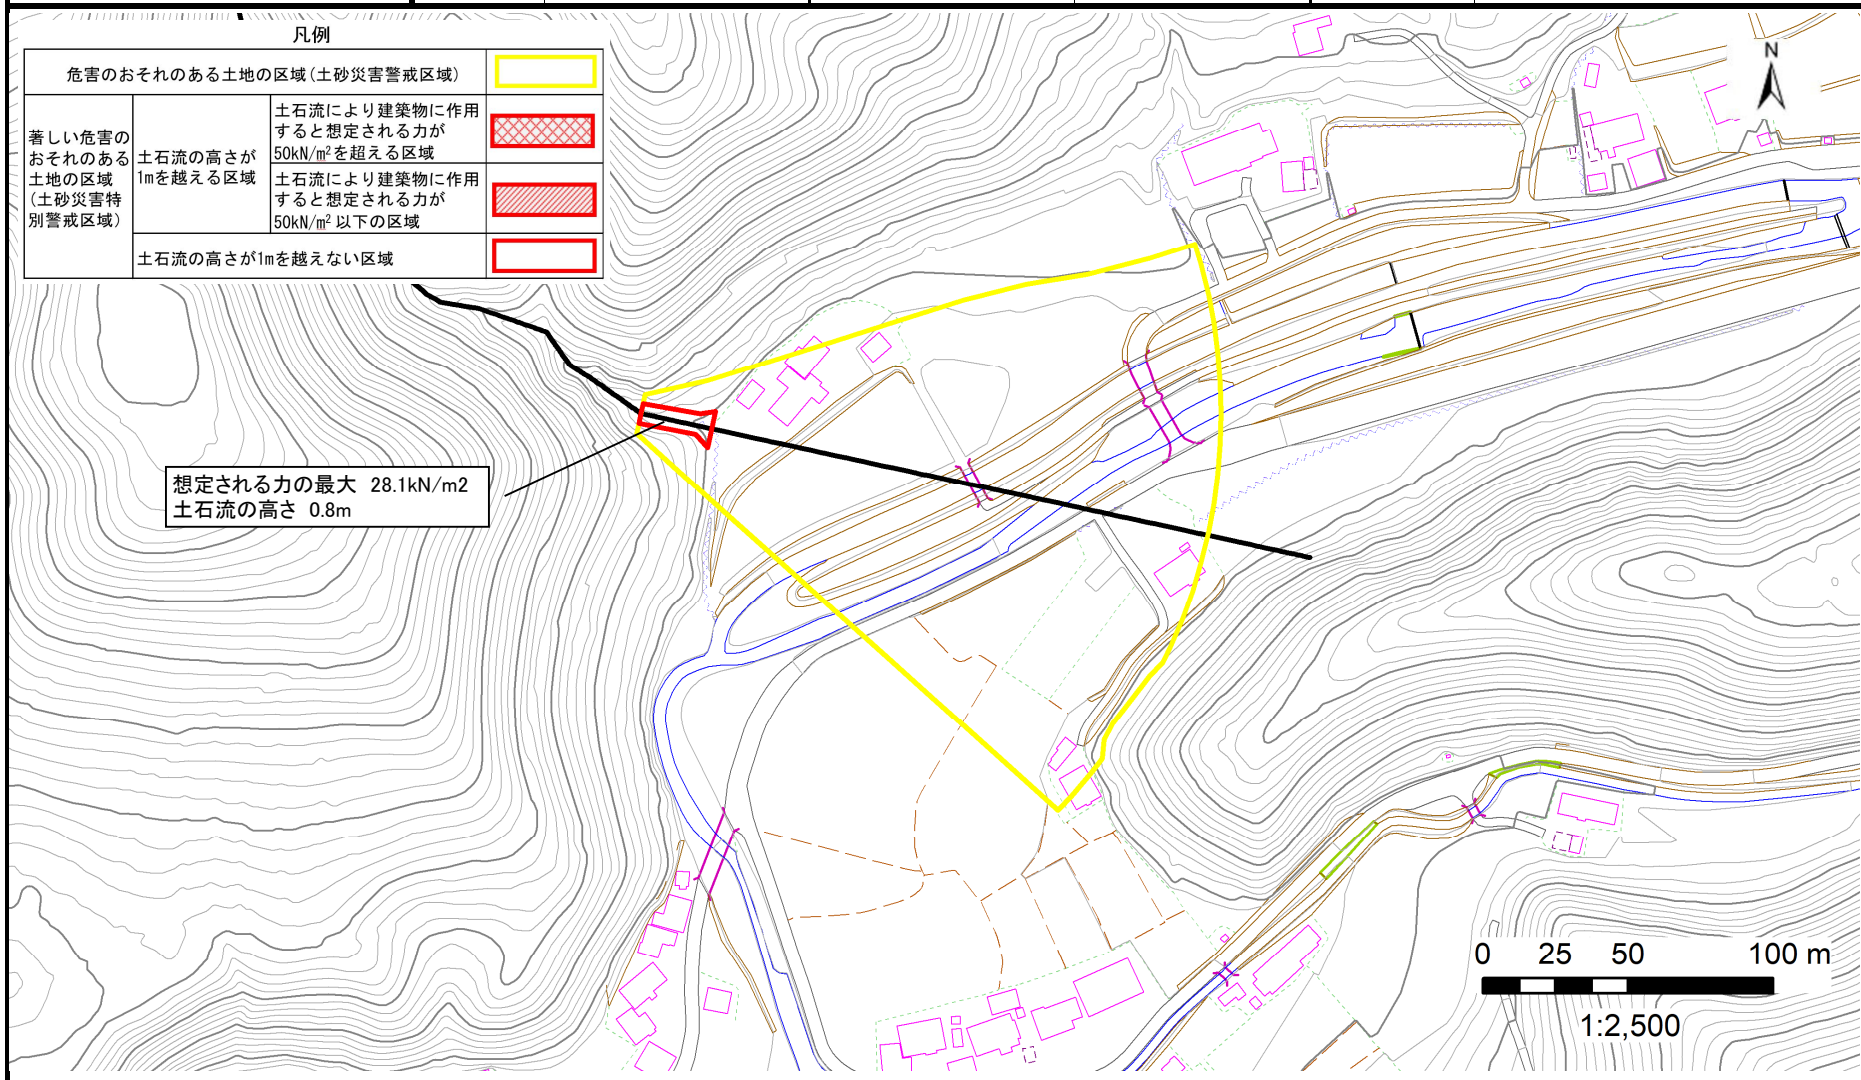 凡例
危害のおそれのある土地の区域(土砂災害警戒区域)
著しい危害の
おそれのある
土地の区域
(土砂災害特
別警戒区域)
土石流の高さが
1mを越える区域
土石流により建築物に作用
すると想定される力が
50kN/m²を超える区域
土石流により建築物に作用
すると想定される力が
50kN/m²以下の区域
土石流の高さが1mを越えない区域
N
想定される力の最大 28.1kN/m2
土石流の高さ 0.8m
0 25 50 100 m
1:2,500